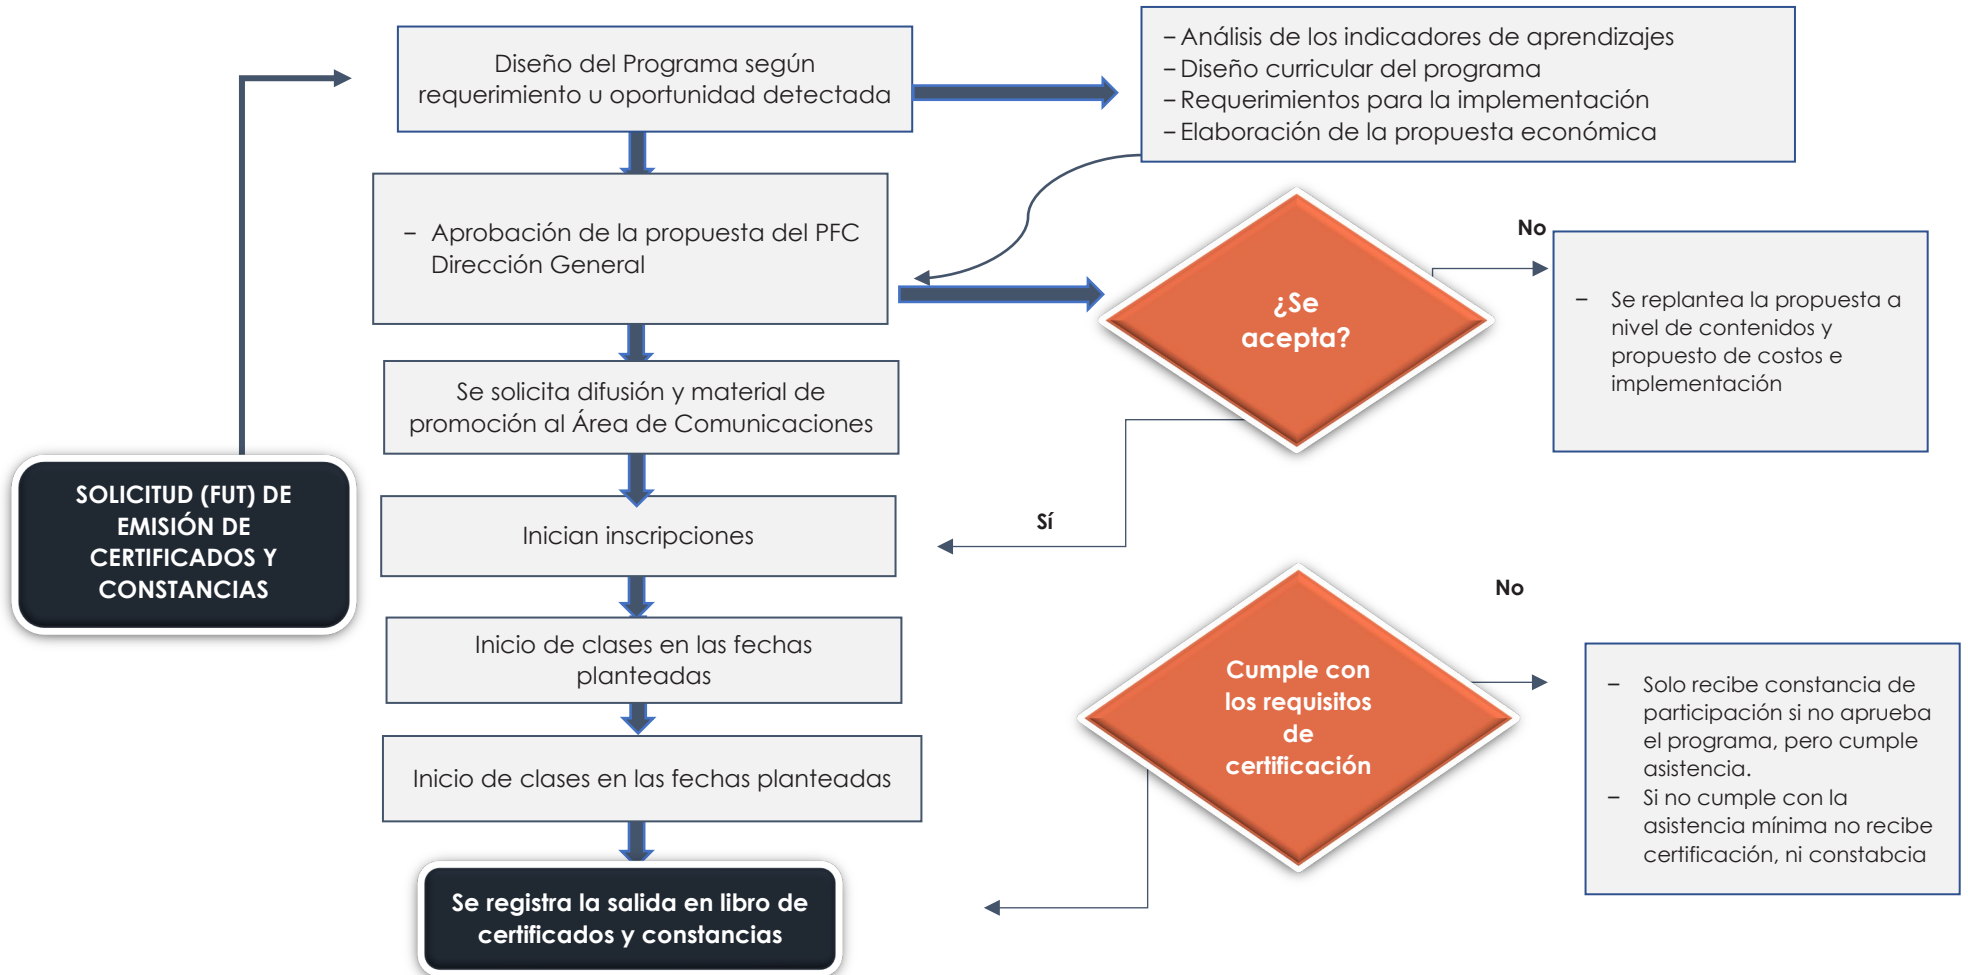 Diseño del Programa según
requerimiento u oportunidad detectada
– Análisis de los indicadores de aprendizajes
– Diseño curricular del programa
– Requerimientos para la implementación
– Elaboración de la propuesta económica
– Aprobación de la propuesta del PFC
Dirección General
¿Se
acepta?
No
– Se replantea la propuesta a
nivel de contenidos y
propuesto de costos e
implementación
Se solicita difusión y material de
promoción al Área de Comunicaciones
SOLICITUD (FUT) DE
EMISIÓN DE
CERTIFICADOS Y
CONSTANCIAS
Inician inscripciones
Sí
Inicio de clases en las fechas
planteadas
Cumple con
los requisitos
de
certificación
No
– Solo recibe constancia de
participación si no aprueba
el programa, pero cumple
asistencia.
– Si no cumple con la
asistencia mínima no recibe
certificación, ni constabcia
Inicio de clases en las fechas planteadas
Se registra la salida en libro de
certificados y constancias